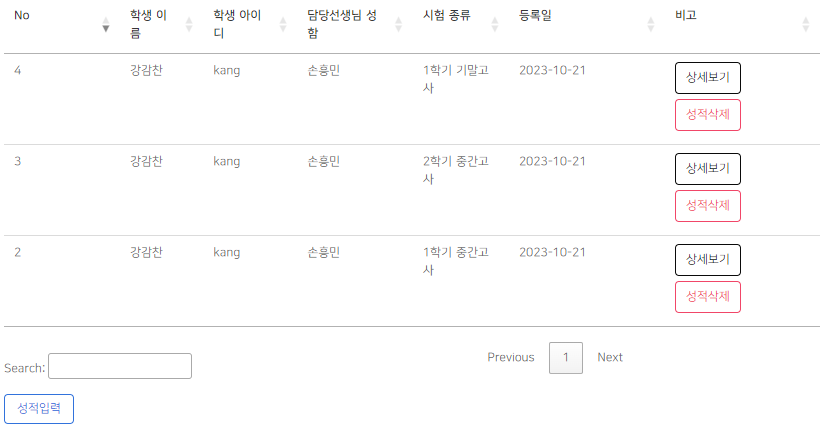 No 학생 이름 학생 아이디 담당선생님 성함 시험 종류 등록일 비고
4 강감찬 kang 손흥민 1학기 기말고사 2023-10-21 상세보기
성적삭제
3 강감찬 kang 손흥민 2학기 중간고사 2023-10-21 상세보기
성적삭제
2 강감찬 kang 손흥민 1학기 중간고사 2023-10-21 상세보기
성적삭제
Previous 1 Next
Search:
성적입력